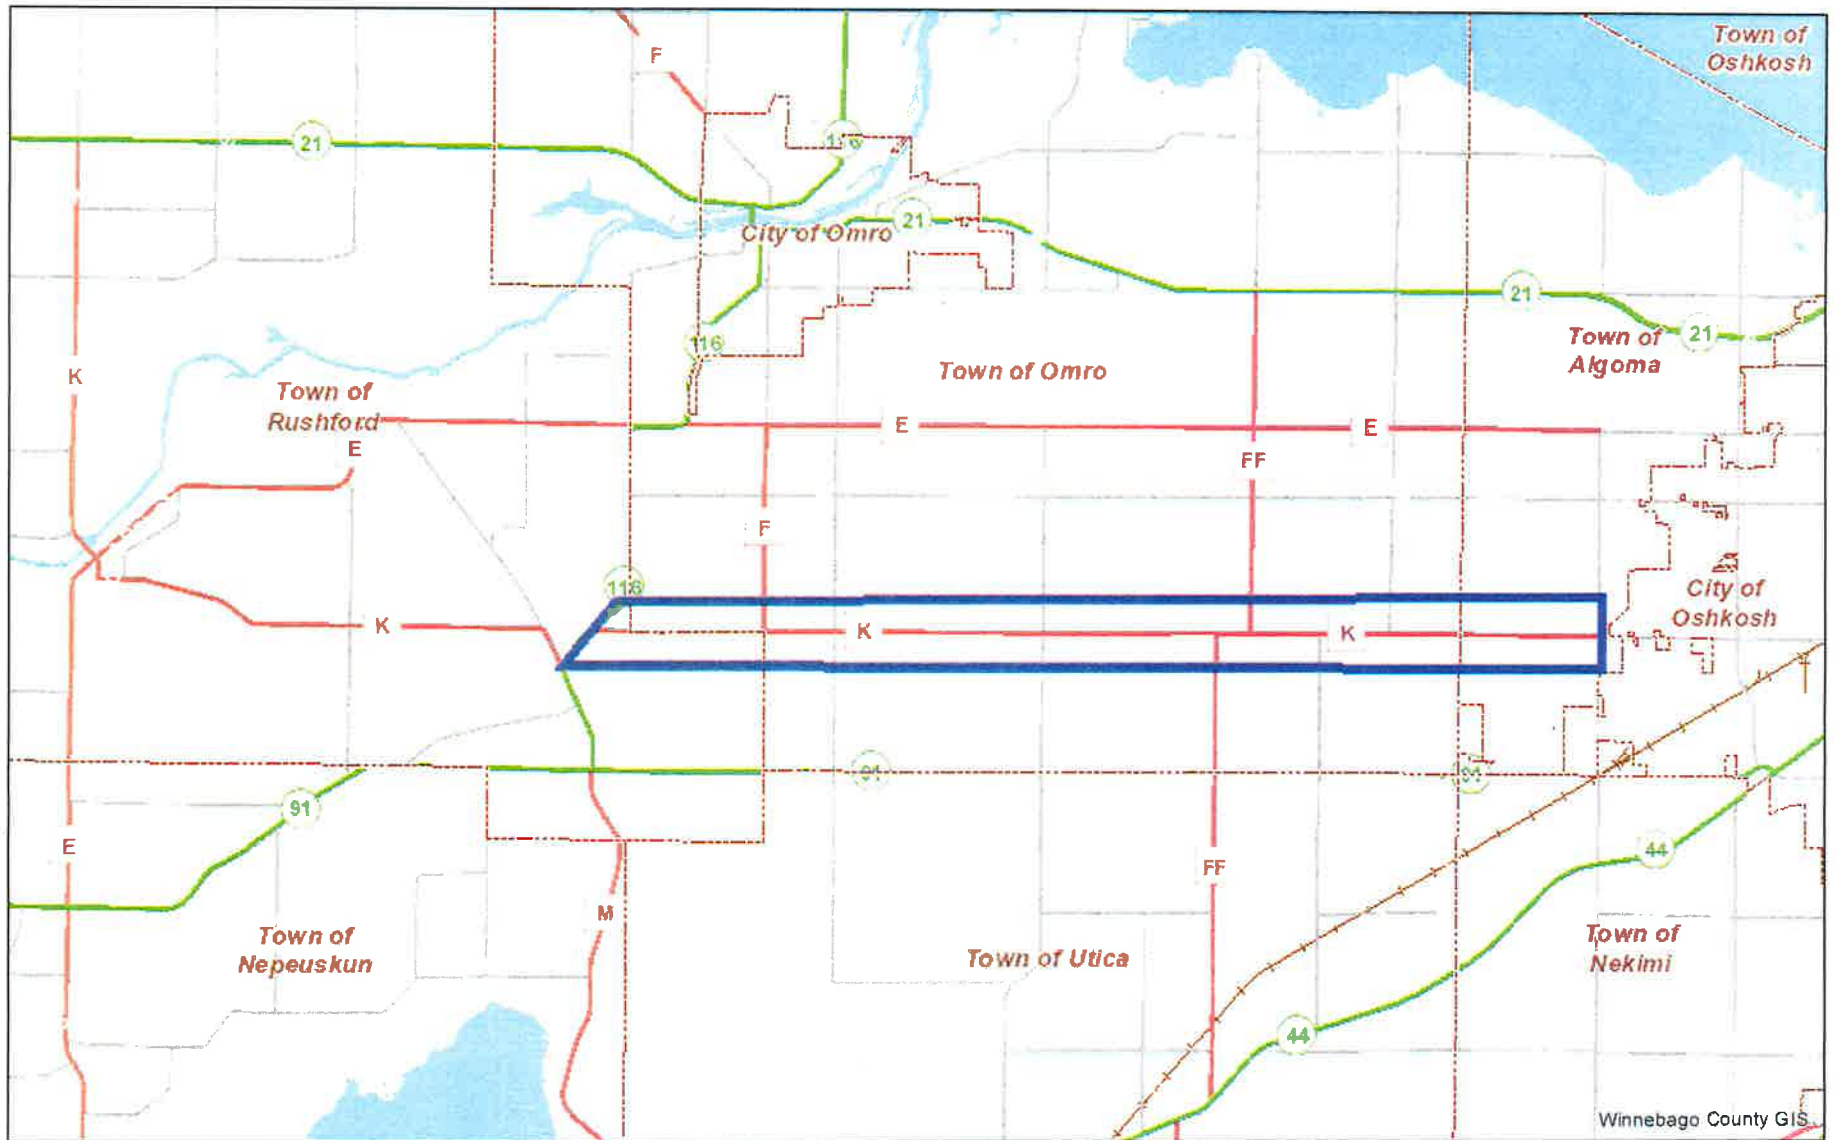 Town of
Oshkosh
F
116
21
21
City of Omro
21
21
116
Town of
Algoma
K
Town of Omro
Town of
Rushford
E
E
E
FF
F
116
City of
Oshkosh
K
K
K
91
91
91
E
44
FF
M
Town of
Nepeuskun
Town of Utica
Town of
Nekimi
44
Winnebago County GIS